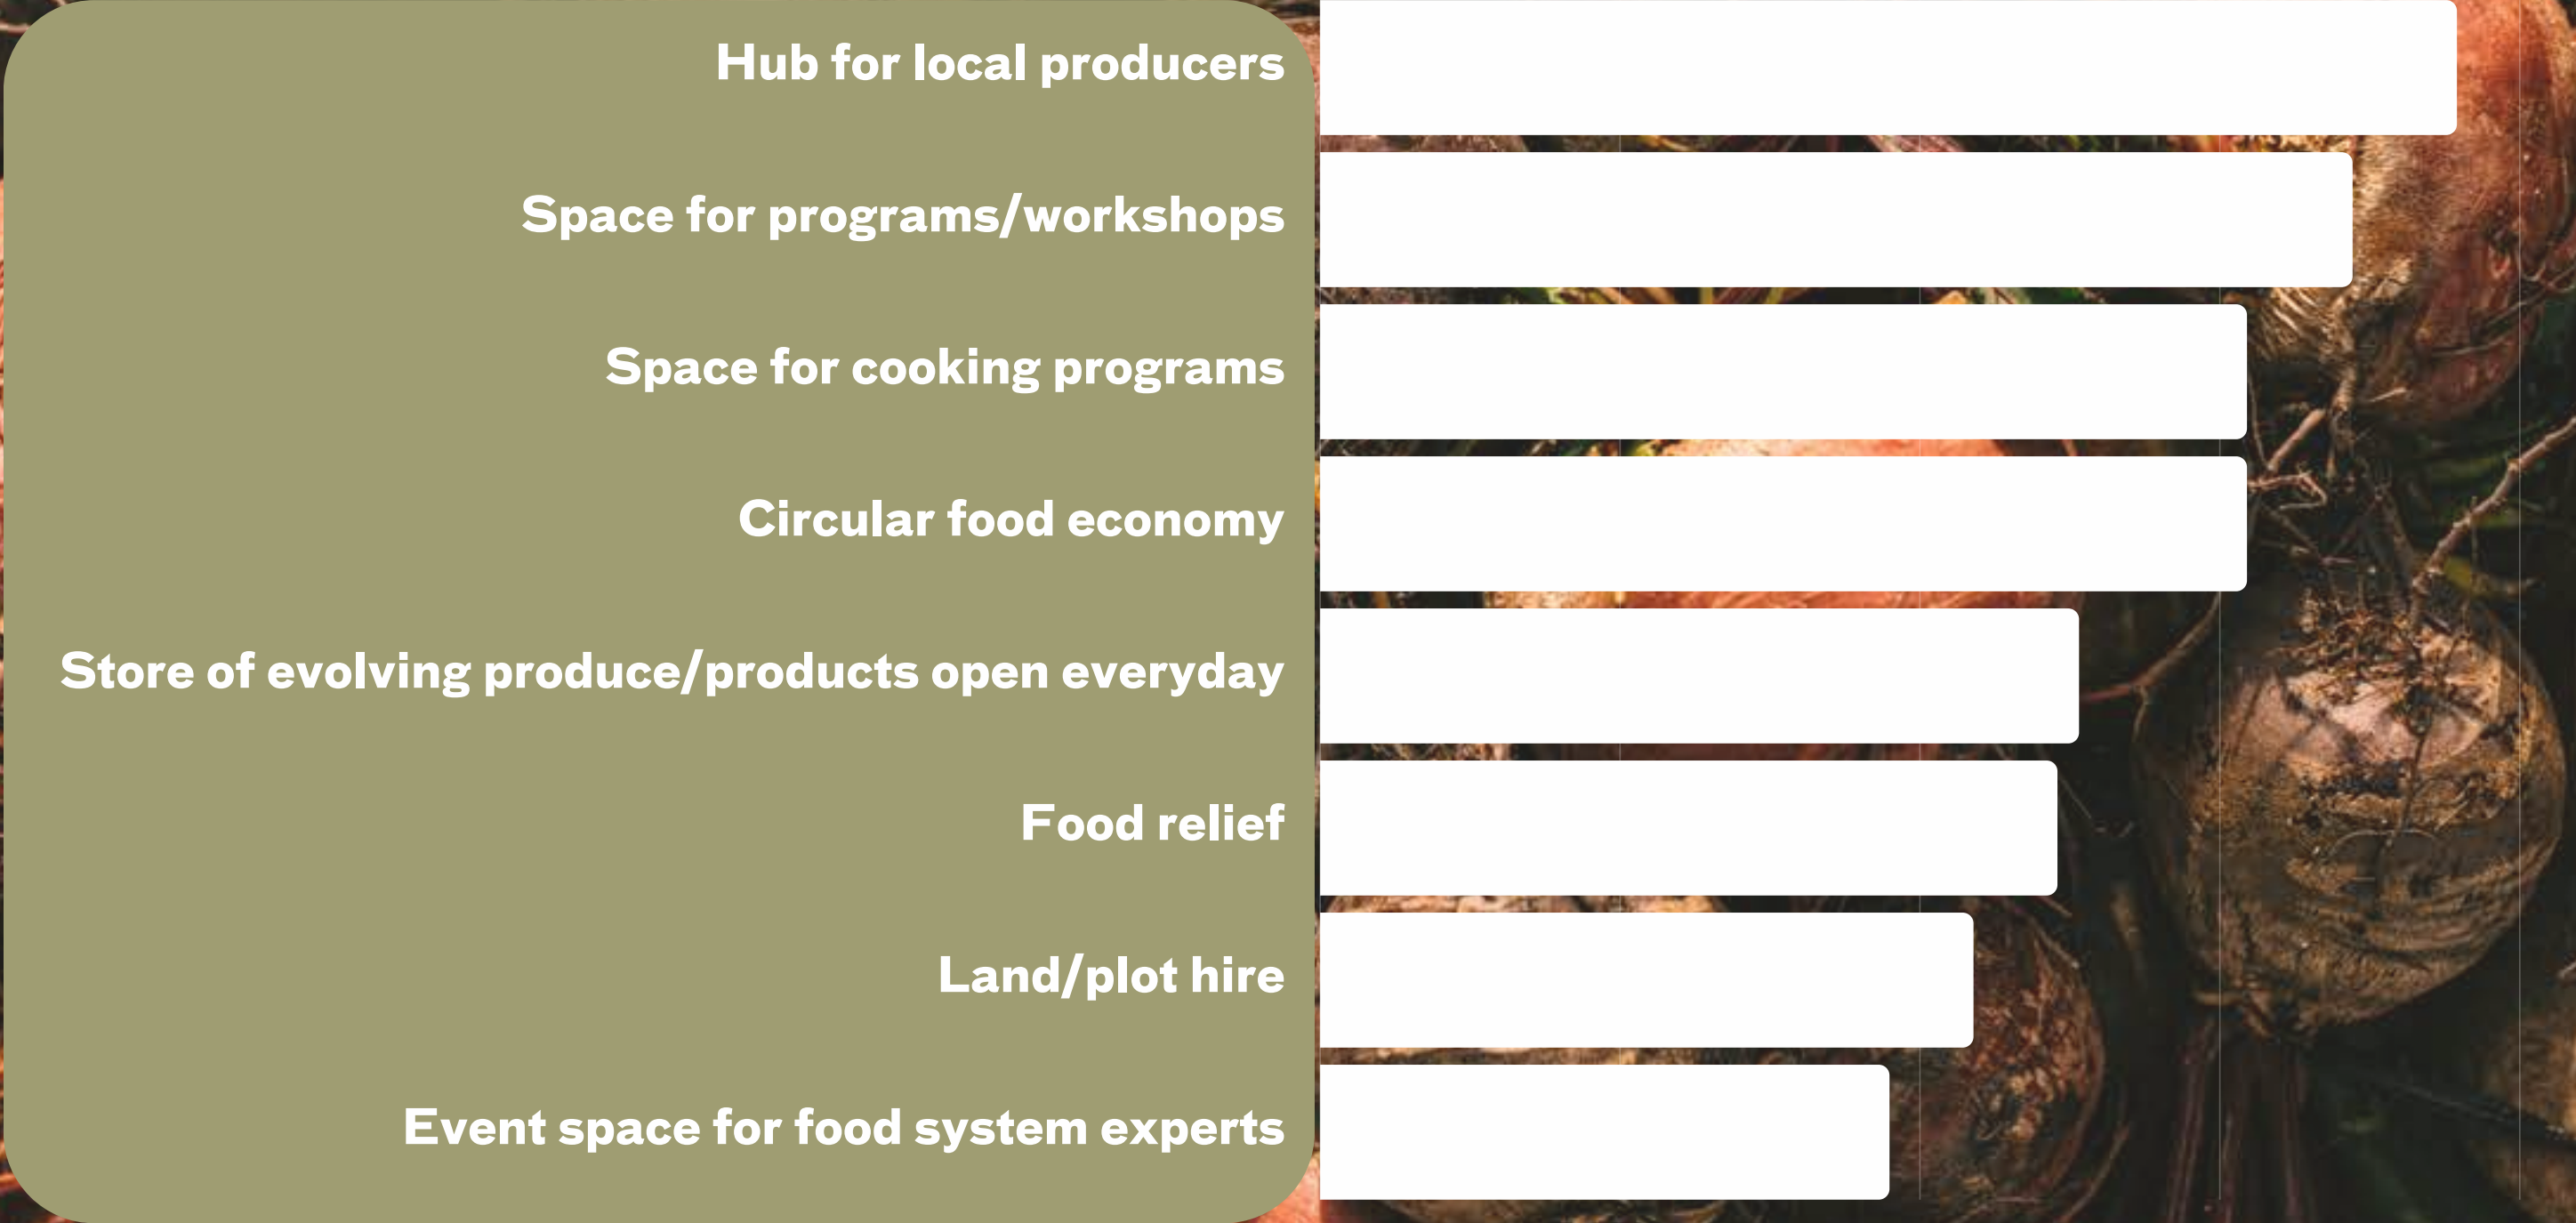 Hub for local producers
Space for programs/workshops
Space for cooking programs
Circular food economy
Store of evolving produce/products open everyday
Food relief
Land/plot hire
Event space for food system experts